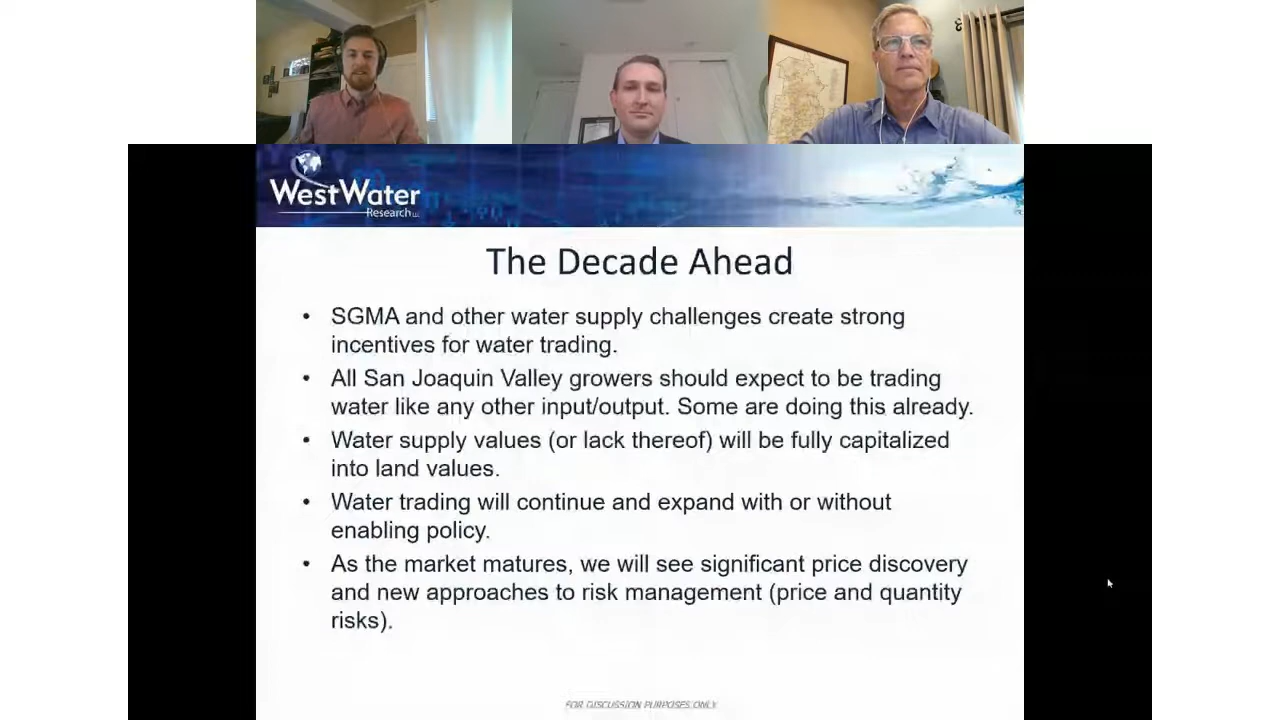 WestWater
Research LLC
The Decade Ahead
• SGMA and other water supply challenges create strong
incentives for water trading.
• All San Joaquin Valley growers should expect to be trading
water like any other input/output. Some are doing this already.
• Water supply values (or lack thereof) will be fully capitalized
into land values.
• Water trading will continue and expand with or without
enabling policy.
• As the market matures, we will see significant price discovery
and new approaches to risk management (price and quantity
risks).
FOR DISCUSSION PURPOSES ONLY